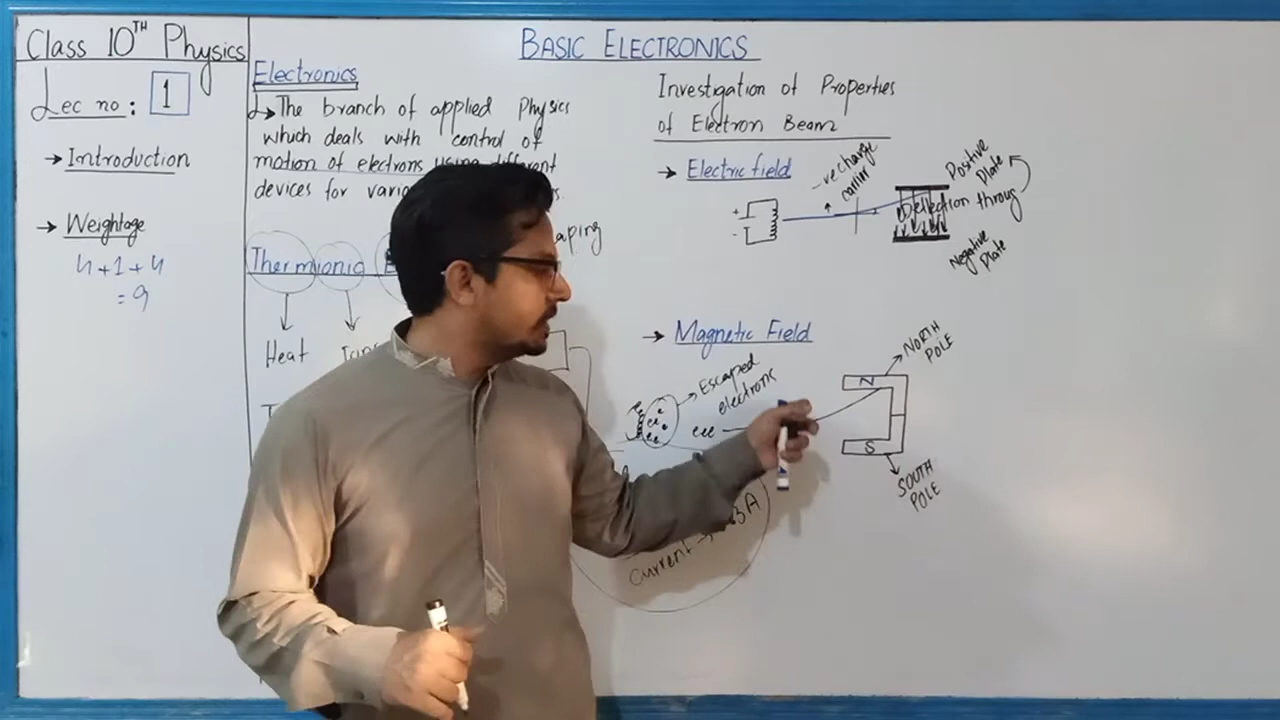 Class 10TH Physics
Lec no: 1
→ Introduction
→ Weightage
4+1+4
= 9
BASIC ELECTRONICS
Electronics
↳ The branch of applied Physics
which deals with control of
motion of electrons using different
devices for
Thermionic
Heat
Investigation of Properties
of Electron Beam
→ Electric field
-ve charge
carrier
+
-
Positive
Plate
Deflection throug
Negative
Plate
→ Magnetic Field
Escaped
electrons
eee
N
NORTH
POLE
S
SOUTH
POLE
Current →